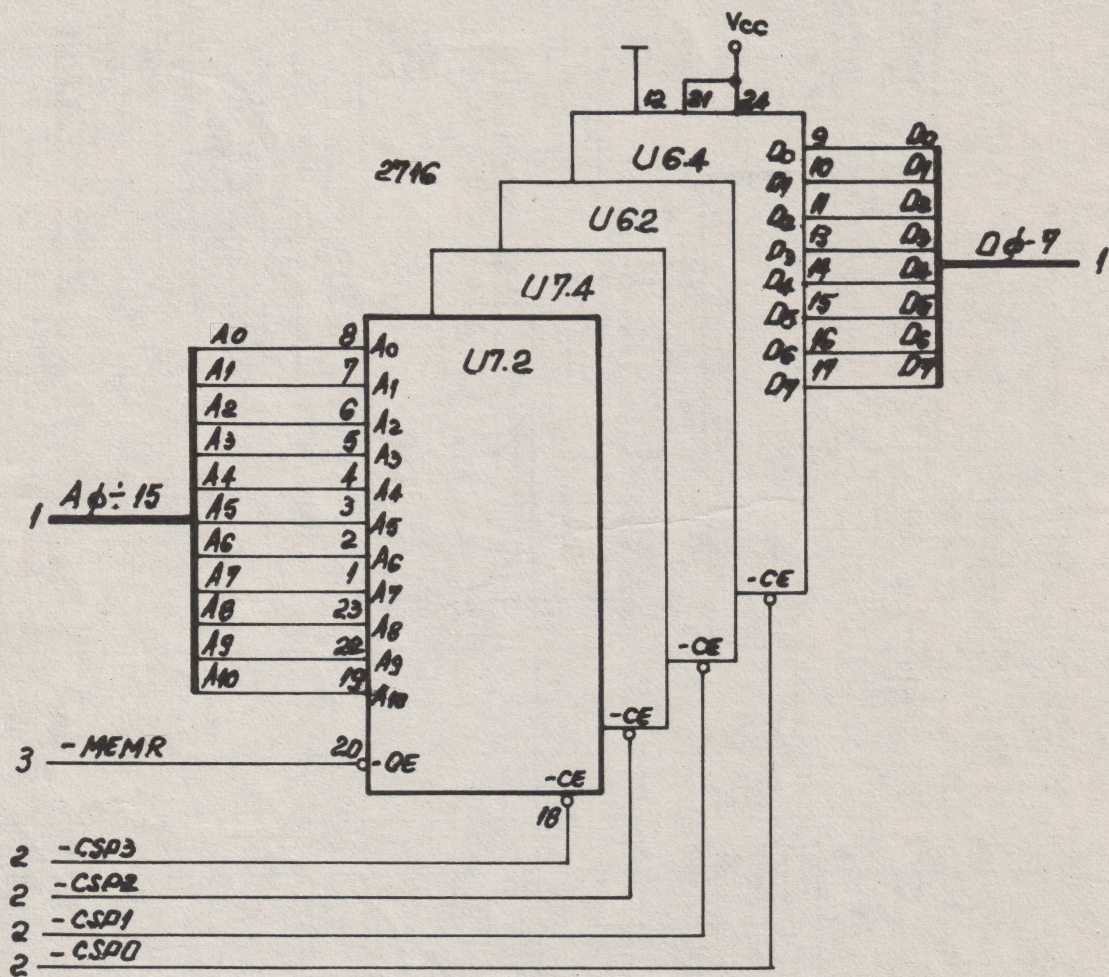 Vcc
12 21 24
2716
U6.4
U6.2
U7.4
U7.2
D0 9 D0
D1 10 D1
D2 11 D2
D3 13 D3
D4 14 D4
D5 15 D5
D6 16 D6
D7 17 D7
Dϕ-7 1
A0 8 A0
A1 7 A1
A2 6 A2
A3 5 A3
A4 4 A4
A5 3 A5
A6 2 A6
A7 1 A7
A8 23 A8
A9 22 A9
A10 19 A10
1 Aϕ÷15
3 -MEMR 20 -OE
-CE
-CE
-CE
-CE
18
2 -CSP3
2 -CSP2
2 -CSP1
2 -CSP0